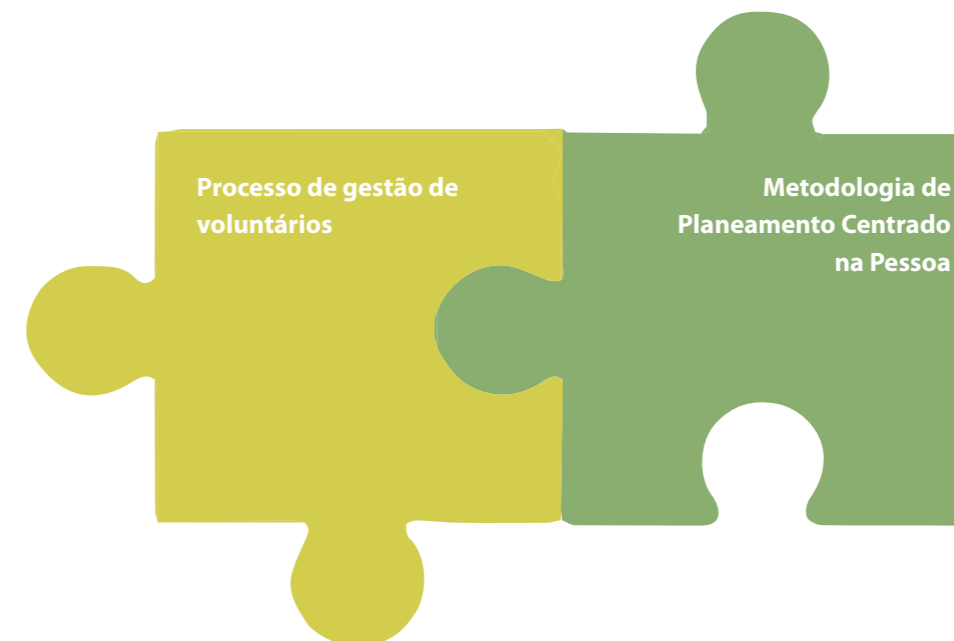 Processo de gestão de
voluntários
Metodologia de
Planeamento Centrado
na Pessoa